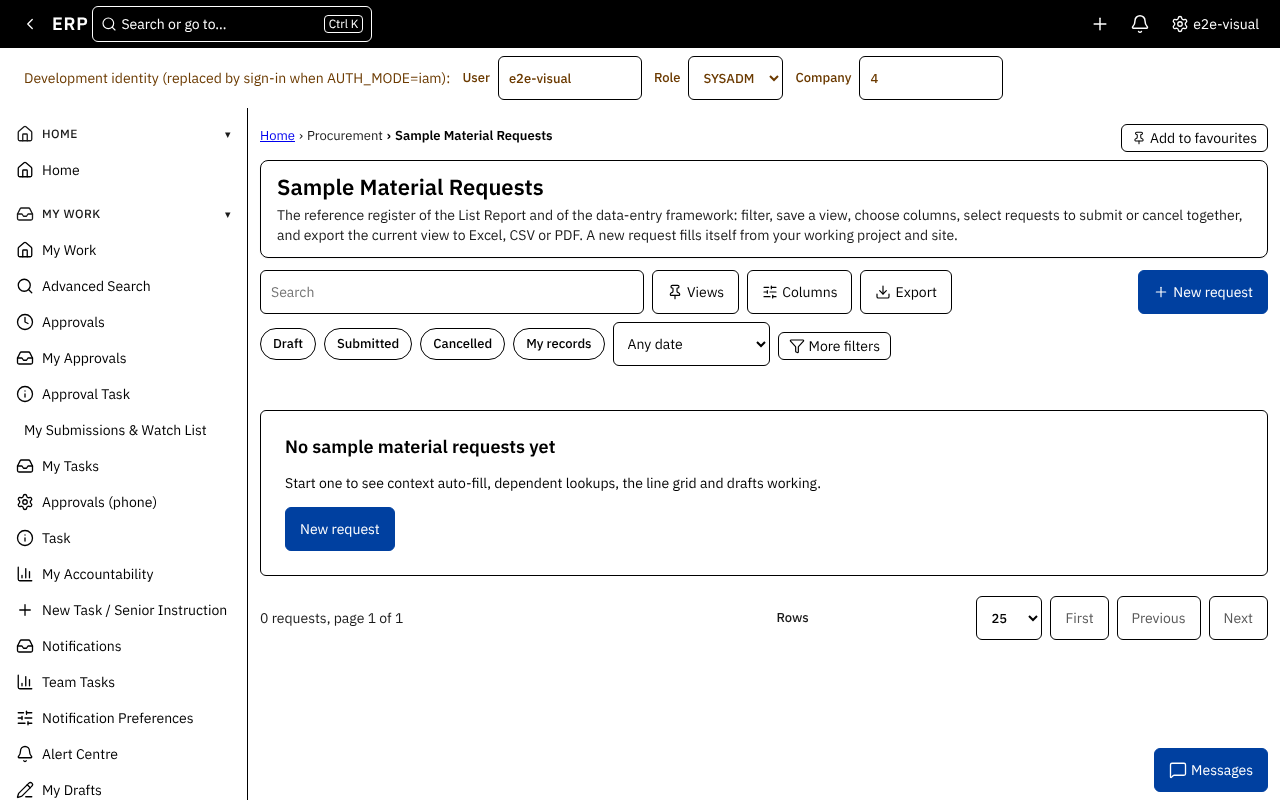 ERP
Search or go to...
Ctrl K
e2e-visual
Development identity (replaced by sign-in when AUTH_MODE=iam):
User
e2e-visual
Role
SYSADM
Company
4
HOME
Home
MY WORK
My Work
Advanced Search
Approvals
My Approvals
Approval Task
My Submissions & Watch List
My Tasks
Approvals (phone)
Task
My Accountability
New Task / Senior Instruction
Notifications
Team Tasks
Notification Preferences
Alert Centre
My Drafts
Home › Procurement › Sample Material Requests
Add to favourites
Sample Material Requests
The reference register of the List Report and of the data-entry framework: filter, save a view, choose columns, select requests to submit or cancel together,
and export the current view to Excel, CSV or PDF. A new request fills itself from your working project and site.
Search
Views
Columns
Export
New request
Draft
Submitted
Cancelled
My records
Any date
More filters
No sample material requests yet
Start one to see context auto-fill, dependent lookups, the line grid and drafts working.
New request
0 requests, page 1 of 1
Rows
25
First
Previous
Next
Messages